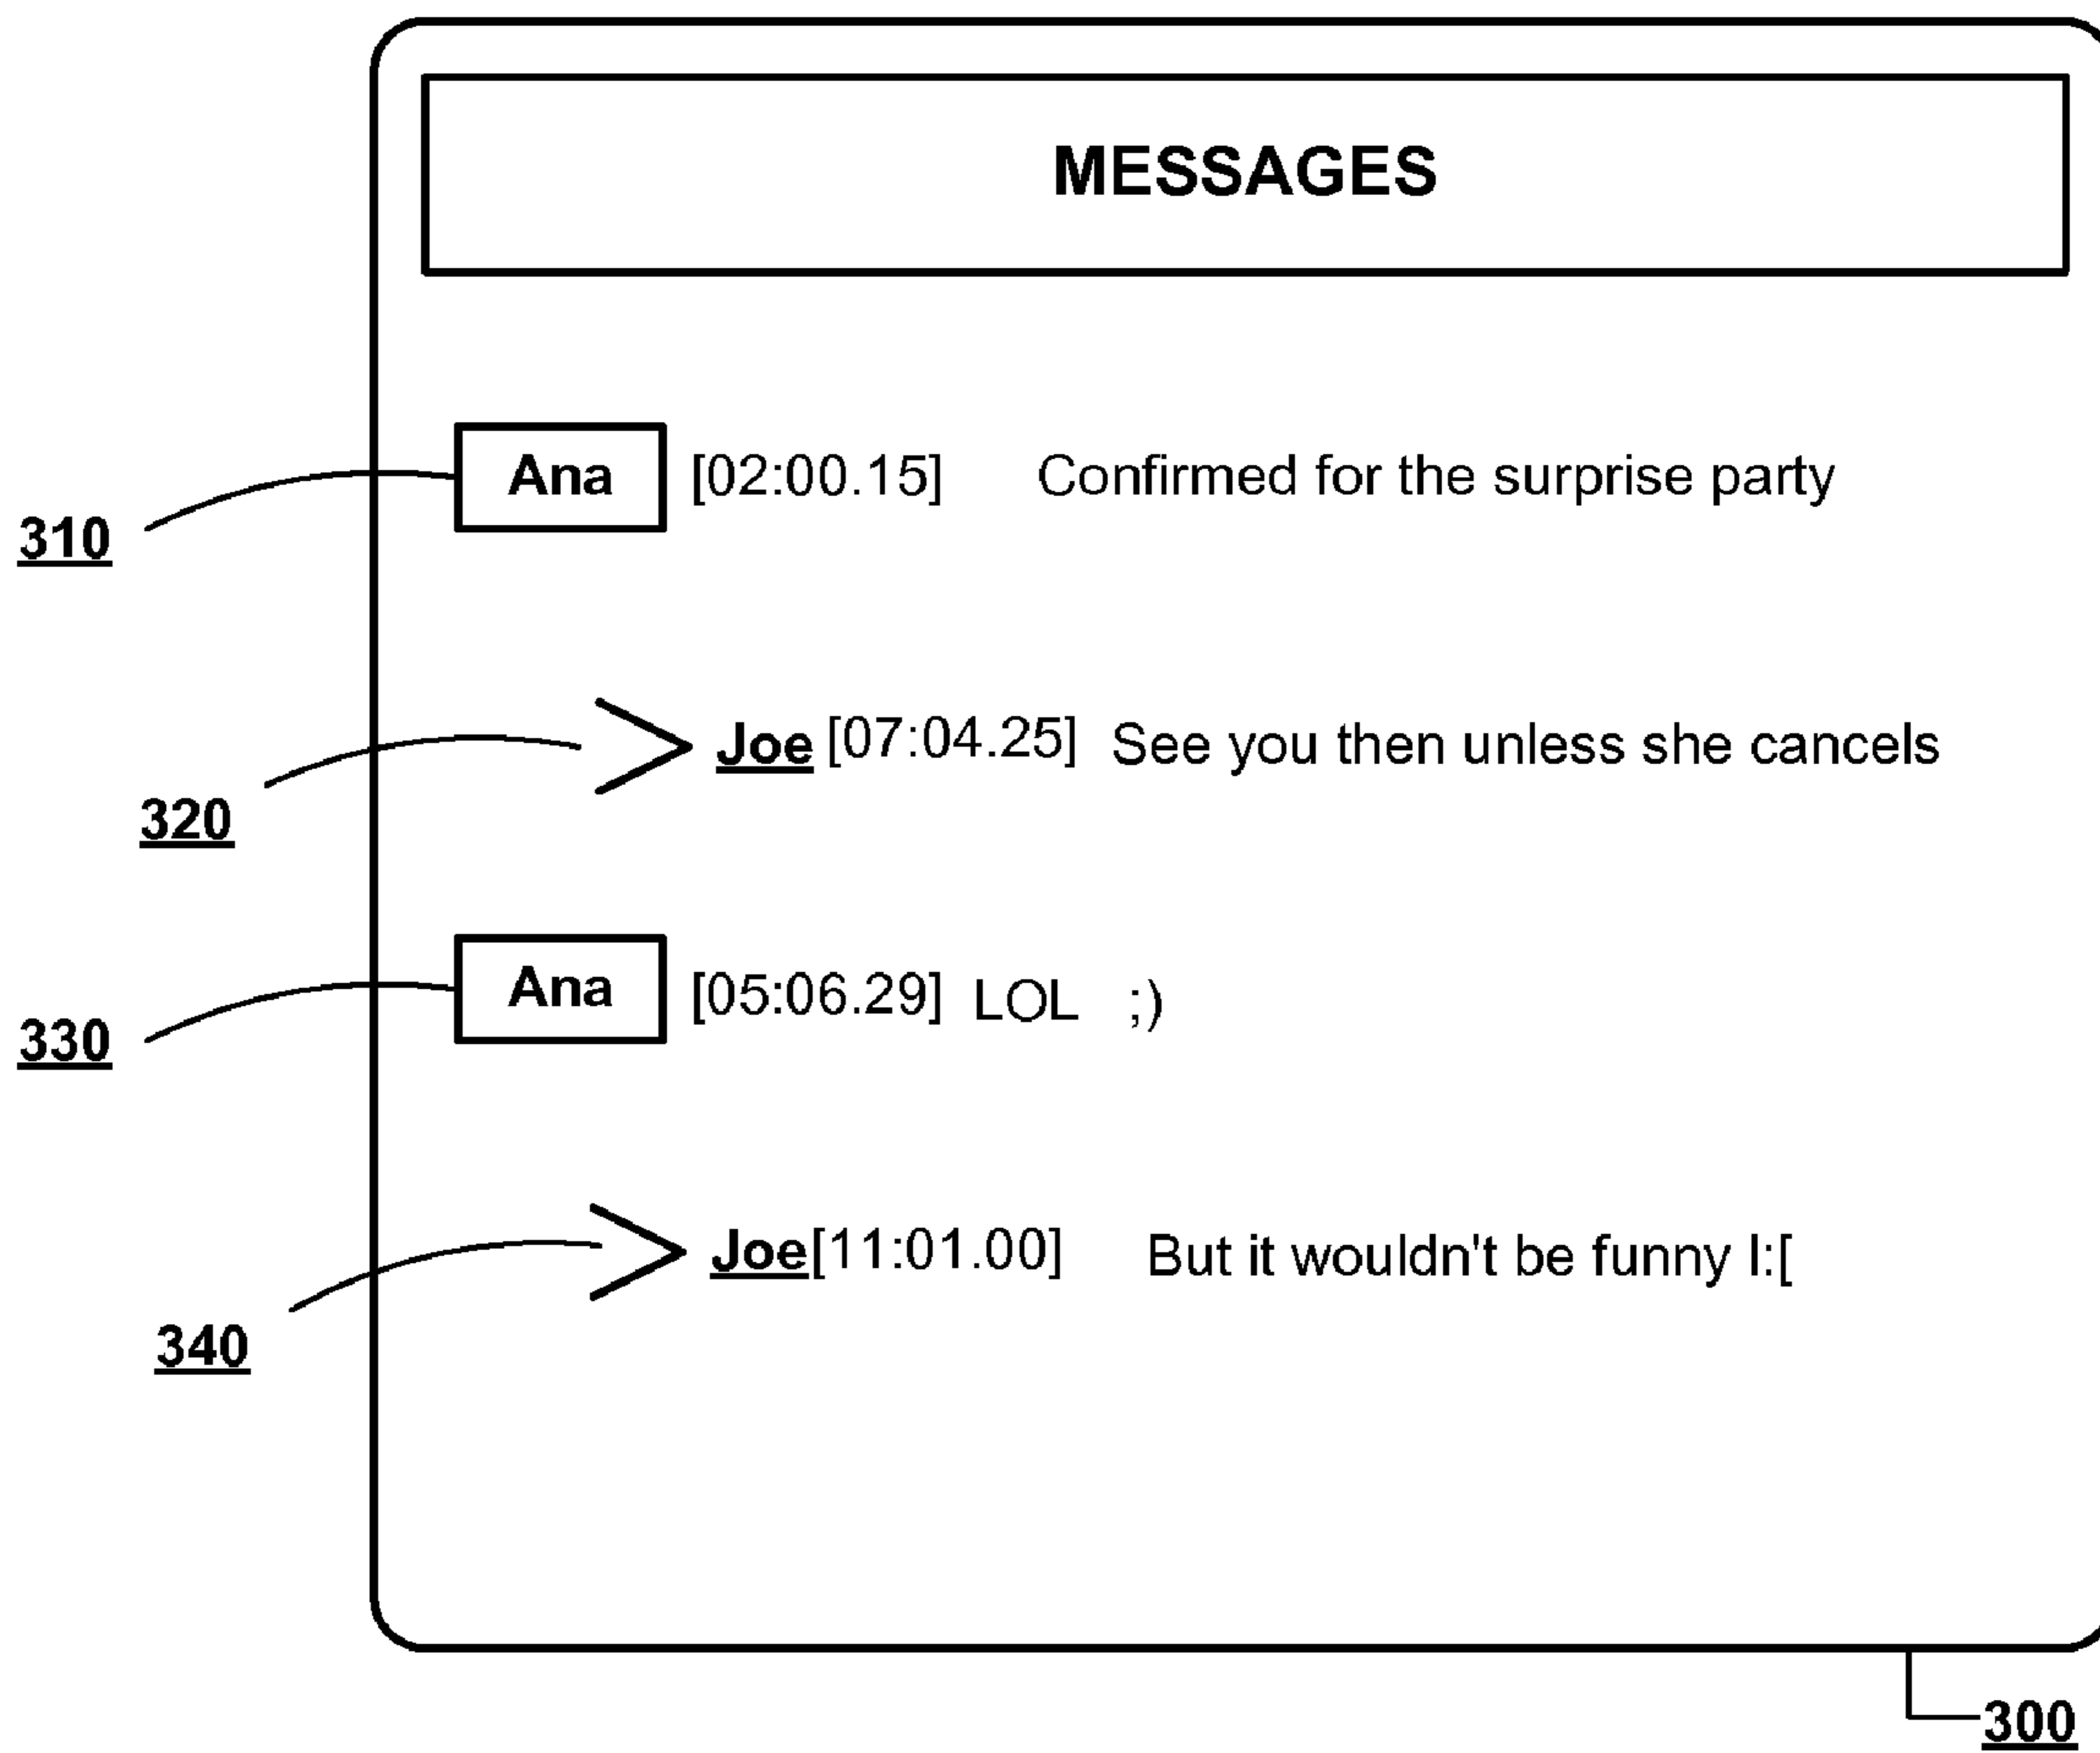 MESSAGES
Ana [02:00.15] Confirmed for the surprise party
310
Joe [07:04.25] See you then unless she cancels
320
Ana [05:06.29] LOL ;)
330
Joe[11:01.00] But it wouldn't be funny I:[
340
300